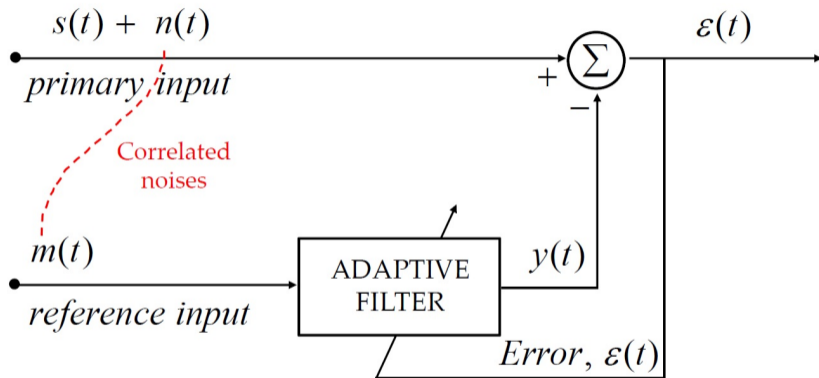 s(t) + n(t)
ε(t)
Σ
+
−
primary input
Correlated
noises
m(t)
reference input
ADAPTIVE
FILTER
y(t)
Error, ε(t)